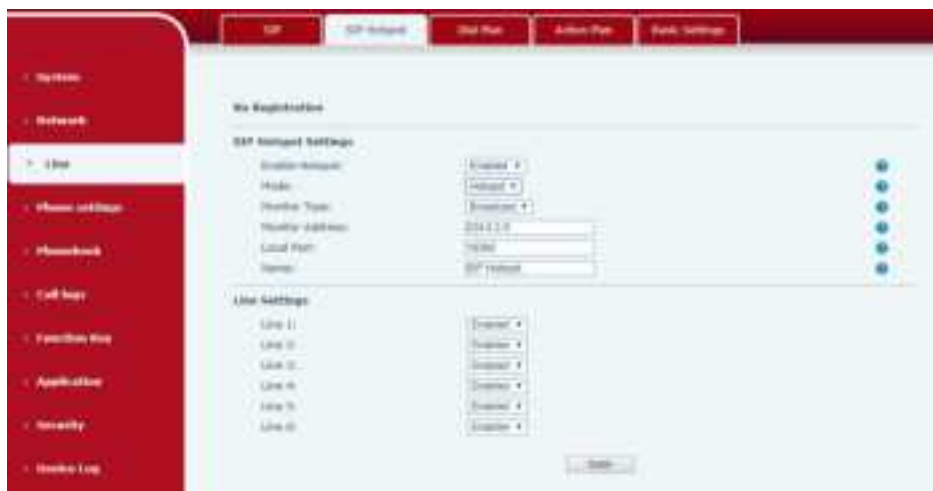 SIP
SIP Hotspot
Dial Plan
Action Plan
Basic Settings
System
Network
Line
Phone settings
Phonebook
Call logs
Function Key
Application
Security
Device Log
No Registration
SIP Hotspot Settings
Enable Hotspot: Enabled
Mode: Hotspot
Monitor Type: Broadcast
Monitor Address:
Local Port:
Name: SIP Hotspot
Line Settings
Line 1: Enabled
Line 2: Enabled
Line 3: Enabled
Line 4: Enabled
Line 5: Enabled
Line 6: Enabled